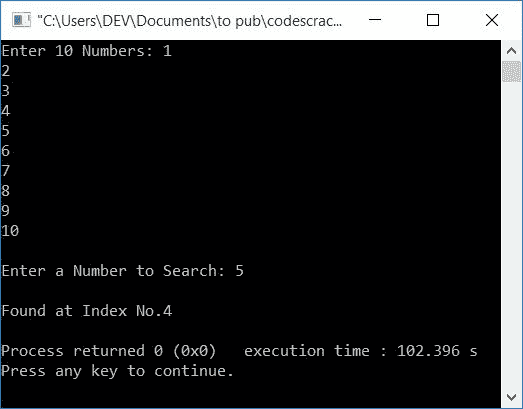 "C:\Users\DEV\Documents\to pub\codescrac...
Enter 10 Numbers: 1
2
3
4
5
6
7
8
9
10
Enter a Number to Search: 5
Found at Index No.4
Process returned 0 (0x0)   execution time : 102.396 s
Press any key to continue.